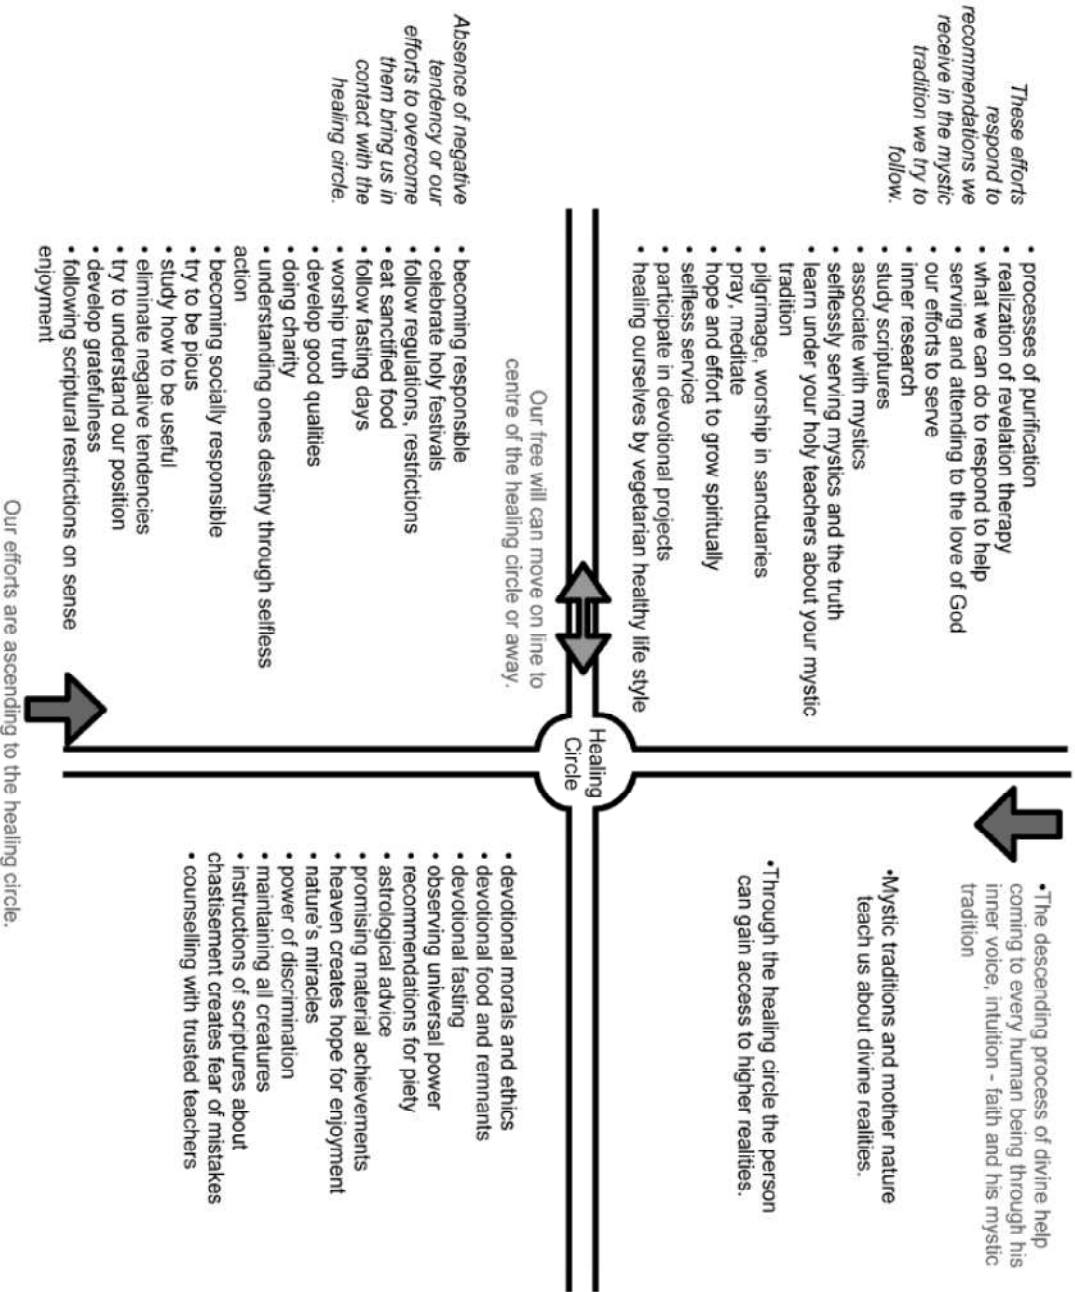 These efforts
respond to
recommendations we
receive in the mystic
tradition we try to
follow.
• processes of purification
• realization of revelation therapy
• what we can do to respond to help
• serving and attending to the love of God
• our efforts to serve
• inner research
• study scriptures
• associate with mystics
• selflessly serving mystics and the truth
• learn under your holy teachers about your mystic
tradition
• pilgrimage, worship in sanctuaries
• pray, meditate
• hope and effort to grow spiritually
• selfless service
• participate in devotional projects
• healing ourselves by vegetarian healthy life style
•The descending process of divine help
coming to every human being through his
inner voice, intuition - faith and his mystic
tradition
•Mystic traditions and mother nature
teach us about divine realities.
•Through the healing circle the person
can gain access to higher realities.
Healing
Circle
Our free will can move on line to
centre of the healing circle or away.
Absence of negative
tendency or our
efforts to overcome
them bring us in
contact with the
healing circle.
• becoming responsible
• celebrate holy festivals
• follow regulations, restrictions
• eat sanctified food
• follow fasting days
• worship truth
• develop good qualities
• doing charity
• understanding ones destiny through selfless
action
• becoming socially responsible
• try to be pious
• study how to be useful
• eliminate negative tendencies
• try to understand our position
• develop gratefulness
• following scriptural restrictions on sense
enjoyment
• devotional morals and ethics
• devotional food and remnants
• devotional fasting
• observing universal power
• recommendations for piety
• astrological advice
• promising material achievements
• heaven creates hope for enjoyment
• nature's miracles
• power of discrimination
• maintaining all creatures
• instructions of scriptures about
chastisement creates fear of mistakes
• counselling with trusted teachers
Our efforts are ascending to the healing circle.